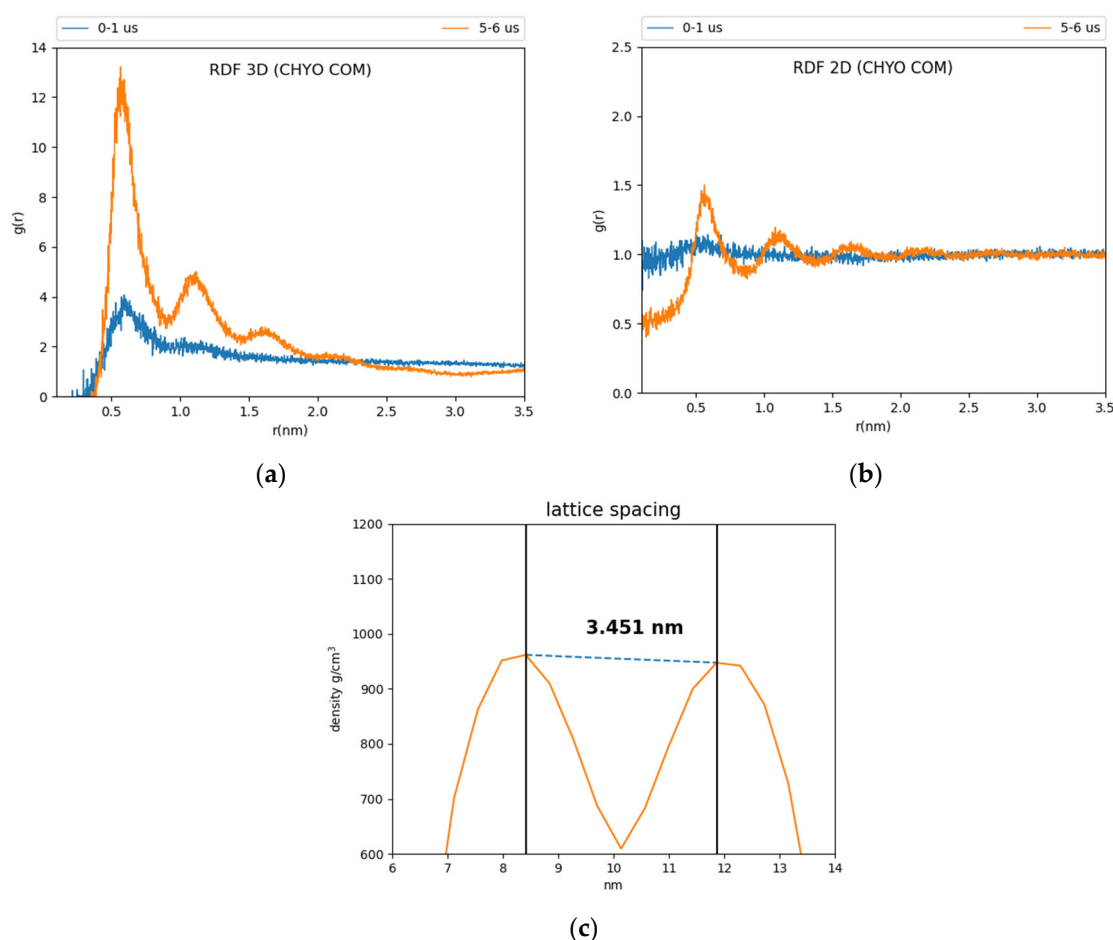 0-1 us 5-6 us
RDF 3D (CHYO COM)
14
12
10
8
6
4
2
0
g(r)
0.5 1.0 1.5 2.0 2.5 3.0 3.5
r(nm)
(a)
0-1 us 5-6 us
RDF 2D (CHYO COM)
2.5
2.0
1.5
1.0
0.5
0.0
g(r)
0.5 1.0 1.5 2.0 2.5 3.0 3.5
r(nm)
(b)
lattice spacing
1200
1100
1000
900
800
700
600
density g/cm³
3.451 nm
6 7 8 9 10 11 12 13 14
nm
(c)